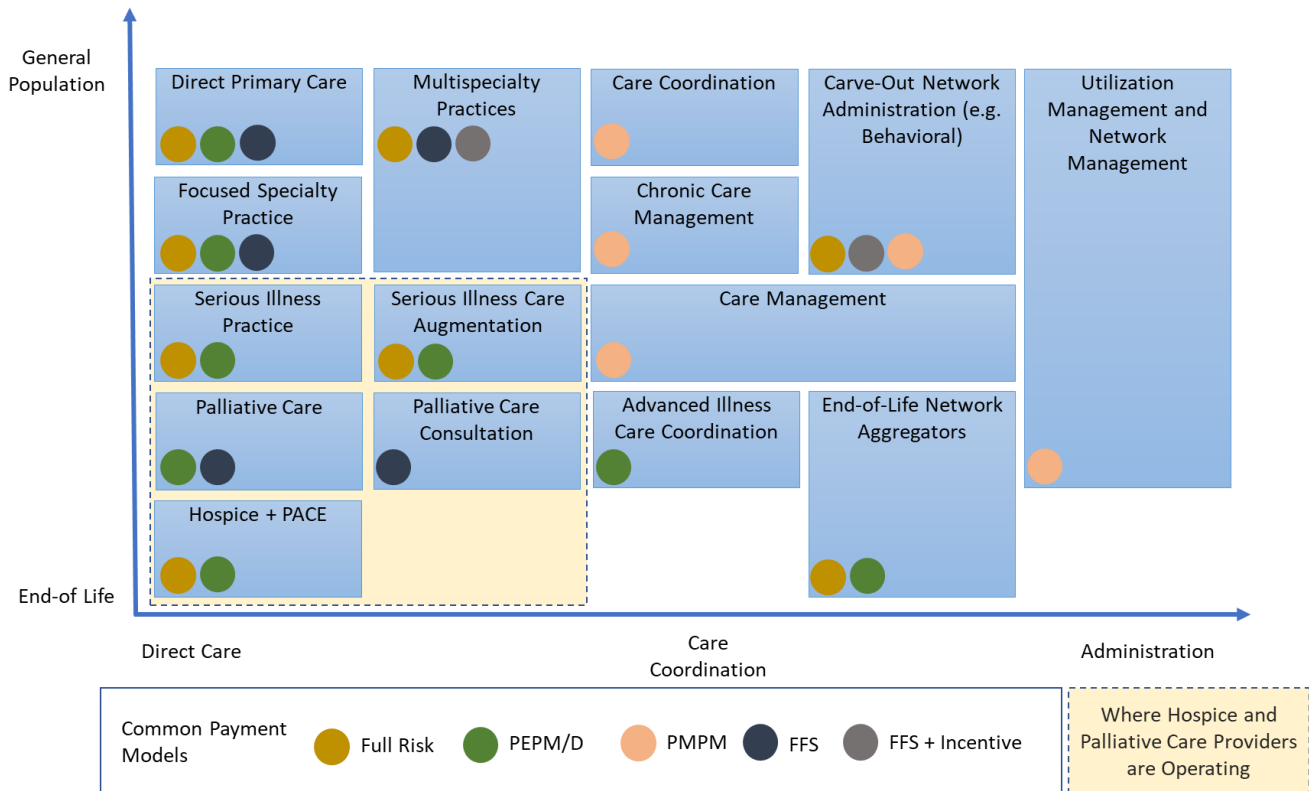 General
Population
Direct Primary Care
Multispecialty
Practices
Care Coordination
Carve-Out Network
Administration (e.g.
Behavioral)
Utilization
Management and
Network
Management
Focused Specialty
Practice
Chronic Care
Management
Serious Illness
Practice
Serious Illness Care
Augmentation
Care Management
Palliative Care
Palliative Care
Consultation
Advanced Illness
Care Coordination
End-of-Life Network
Aggregators
Hospice + PACE
End-of Life
Direct Care
Care
Coordination
Administration
Common Payment
Models
Full Risk
PEPM/D
PMPM
FFS
FFS + Incentive
Where Hospice and
Palliative Care Providers
are Operating